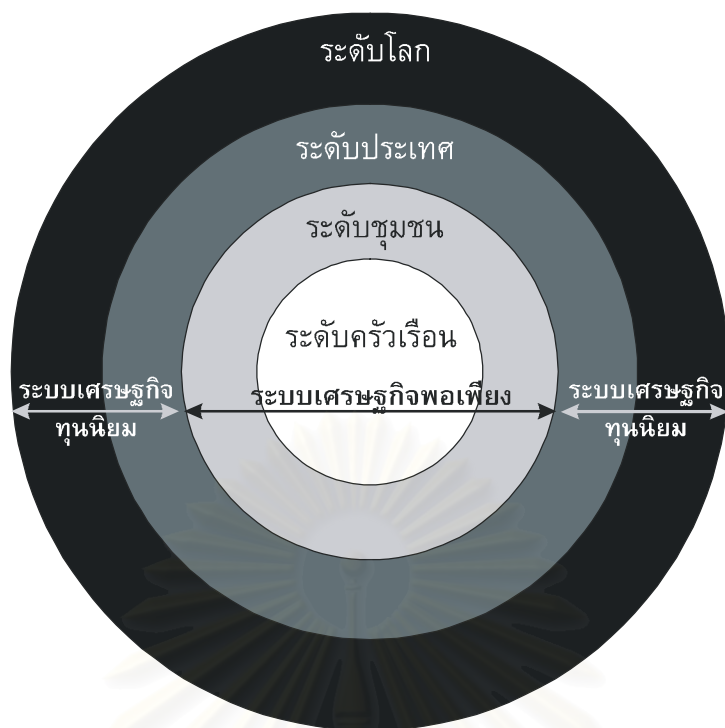 ระดับโลก
ระดับประเทศ
ระดับชุมชน
ระดับครัวเรือน
ระบบเศรษฐกิจ
ทุนนิยม
ระบบเศรษฐกิจพอเพียง
ระบบเศรษฐกิจ
ทุนนิยม